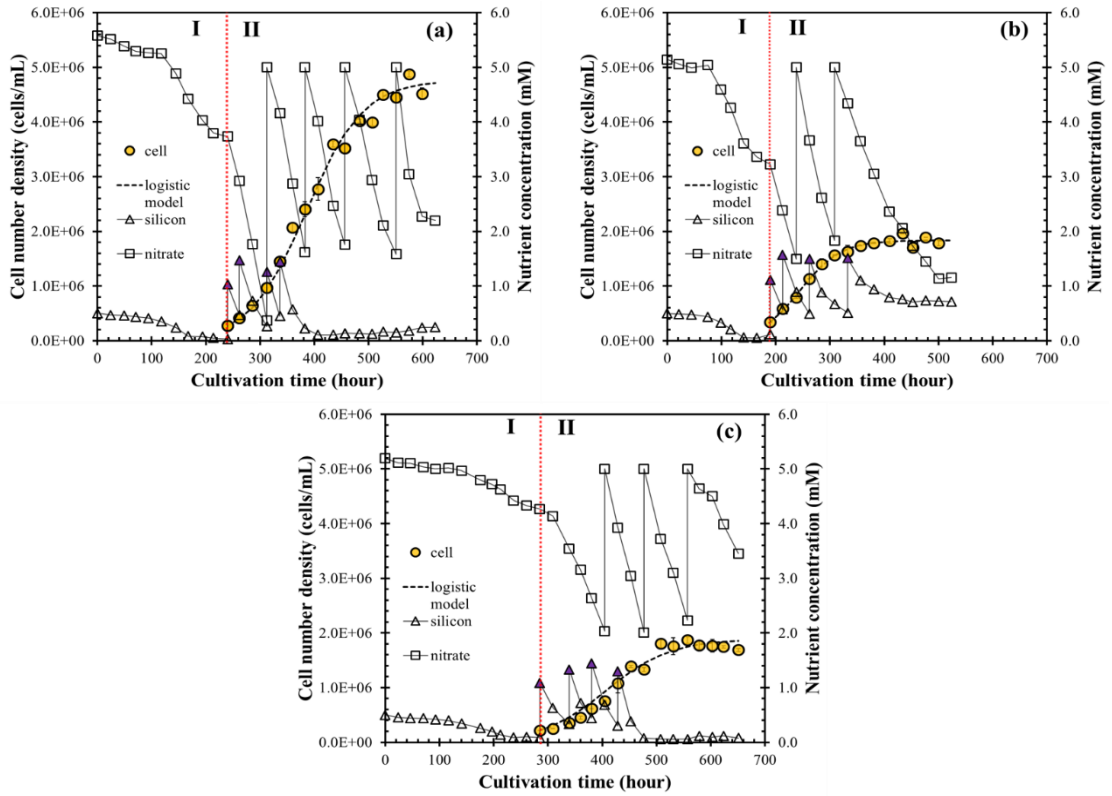 I II (a)
Cell number density (cells/mL)
6.0E+06
5.0E+06
4.0E+06
3.0E+06
2.0E+06
1.0E+06
0.0E+00
cell
logistic
model
silicon
nitrate
6.0
5.0
4.0
3.0
2.0
1.0
0.0
Nutrient concentration (mM)
0 100 200 300 400 500 600 700
Cultivation time (hour)
I II (b)
Cell number density (cells/mL)
6.0E+06
5.0E+06
4.0E+06
3.0E+06
2.0E+06
1.0E+06
0.0E+00
cell
logistic
model
silicon
nitrate
6.0
5.0
4.0
3.0
2.0
1.0
0.0
Nutrient concentration (mM)
0 100 200 300 400 500 600 700
Cultivation time (hour)
I II (c)
Cell number density (cells/mL)
6.0E+06
5.0E+06
4.0E+06
3.0E+06
2.0E+06
1.0E+06
0.0E+00
cell
logistic
model
silicon
nitrate
6.0
5.0
4.0
3.0
2.0
1.0
0.0
Nutrient concentration (mM)
0 100 200 300 400 500 600 700
Cultivation time (hour)